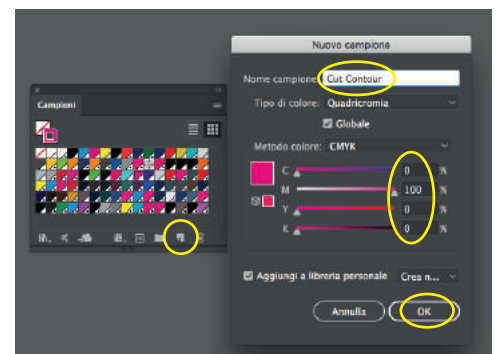 Nuovo campione
Nome campione: Cut Contour
Tipo di colore: Quadricromia
Globale
Metodo colore: CMYK
C 0 %
M 100 %
Y 0 %
K 0 %
Aggiungi a libreria personale Crea n...
Annulla OK
Campioni